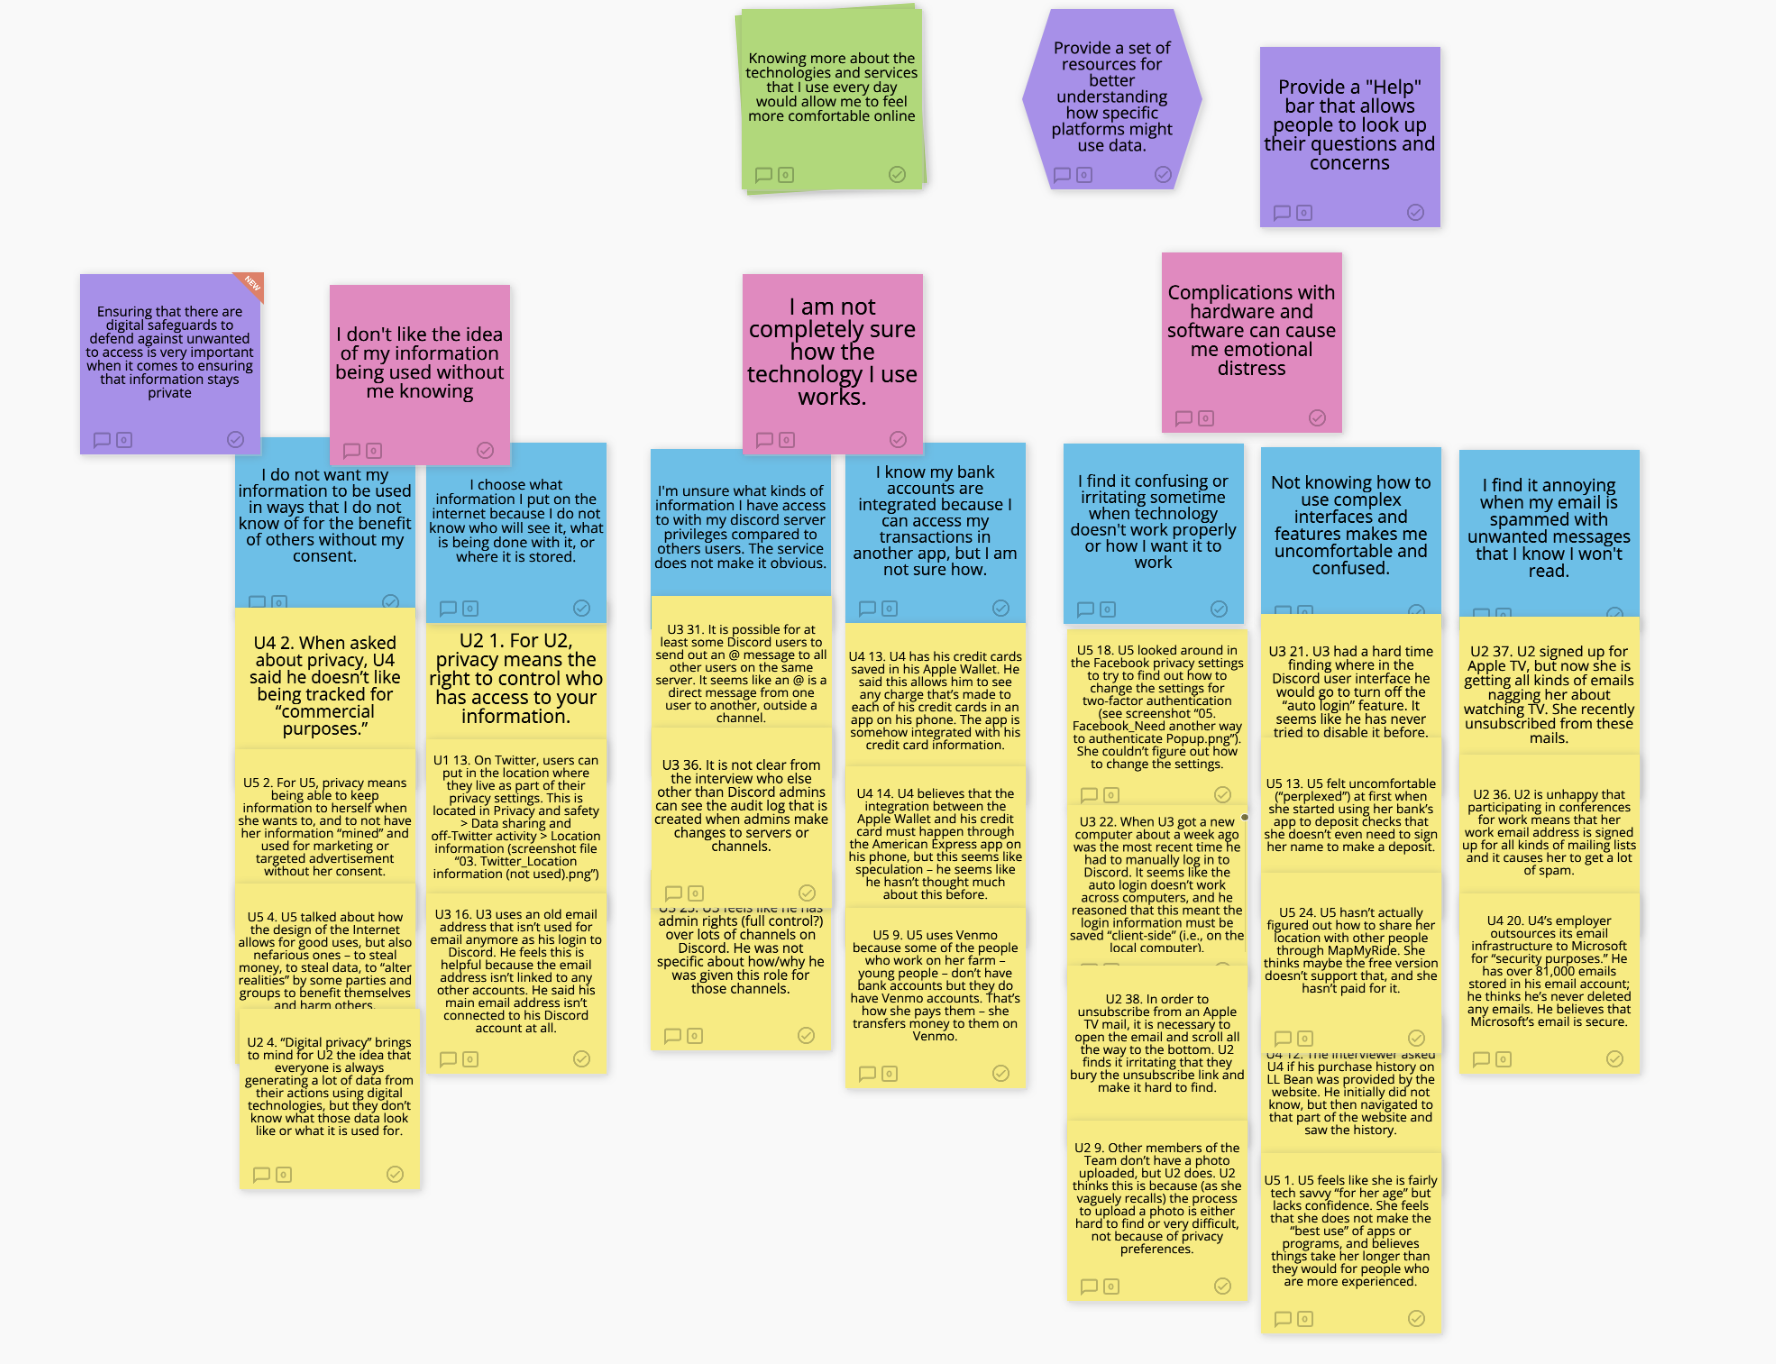 Knowing more about the
technologies and services
that I use every day
would allow me to feel
more comfortable online
Provide a set of
resources for
better
understanding
how specific
platforms might
use data.
Provide a "Help"
bar that allows
people to look up
their questions and
concerns
NEW
Ensuring that there are
digital safeguards to
defend against unwanted
to access is very important
when it comes to ensuring
that information stays
private
I don't like the idea
of my information
being used without
me knowing
I am not
completely sure
how the
technology I use
works.
Complications with
hardware and
software can cause
me emotional
distress
I do not want my
information to be used
in ways that I do not
know of for the benefit
of others without my
consent.
U4 2. When asked
about privacy, U4
said he doesn’t like
being tracked for
“commercial
purposes.”
U5 2. For U5, privacy means
being able to keep
information to herself when
she wants to, and to not have
her information “mined” and
used for marketing or
targeted advertisement
without her consent.
U5 4. U5 talked about how
the design of the Internet
allows for good uses, but also
nefarious ones – to steal
money, to steal data, to “alter
realities” by some parties and
groups to benefit themselves
and harm others.
U2 4. “Digital privacy” brings
to mind for U2 the idea that
everyone is always
generating a lot of data from
their actions using digital
technologies, but they don’t
know what those data look
like or what it is used for.
I choose what
information I put on the
internet because I do not
know who will see it, what
is being done with it, or
where it is stored.
U2 1. For U2,
privacy means the
right to control who
has access to your
information.
U1 13. On Twitter, users can
put in the location where
they live as part of their
privacy settings. This is
located in Privacy and safety
> Data sharing and
off-Twitter activity > Location
information (screenshot file
“03. Twitter_Location
information (not used).png”)
U3 16. U3 uses an old email
address that isn’t used for
email anymore as his login to
Discord. He feels this is
helpful because the email
address isn’t linked to any
other accounts. He said his
main email address isn’t
connected to his Discord
account at all.
I'm unsure what kinds of
information I have access
to with my discord server
privileges compared to
others users. The service
does not make it obvious.
U3 31. It is possible for at
least some Discord users to
send out an @ message to all
other users on the same
server. It seems like an @ is a
direct message from one
user to another, outside a
channel.
U3 36. It is not clear from
the interview who else
other than Discord admins
can see the audit log that is
created when admins make
changes to servers or
channels.
U3 25. U3 feels like he has
admin rights (full control?)
over lots of channels on
Discord. He was not
specific about how/why he
was given this role for
those channels.
I know my bank
accounts are
integrated because I
can access my
transactions in
another app, but I am
not sure how.
U4 13. U4 has his credit cards
saved in his Apple Wallet. He
said this allows him to see
any charge that’s made to
each of his credit cards in an
app on his phone. The app is
somehow integrated with his
credit card information.
U4 14. U4 believes that the
integration between the
Apple Wallet and his credit
card must happen through
the American Express app on
his phone, but this seems like
speculation – he seems like
he hasn’t thought much
about this before.
U5 9. U5 uses Venmo
because some of the people
who work on her farm –
young people – don’t have
bank accounts but they do
have Venmo accounts. That’s
how she pays them – she
transfers money to them on
Venmo.
I find it confusing or
irritating sometime
when technology
doesn't work properly
or how I want it to
work
U5 18. U5 looked around in
the Facebook privacy settings
to try to find out how to
change the settings for
two-factor authentication
(see screenshot “05.
Facebook_Need another way
to authenticate Popup.png”).
She couldn’t figure out how
to change the settings.
U3 22. When U3 got a new
computer about a week ago
was the most recent time he
had to manually log in to
Discord. It seems like the
auto login doesn’t work
across computers, and he
reasoned that this meant the
login information must be
saved “client-side” (i.e., on the
local computer).
U2 38. In order to
unsubscribe from an Apple
TV mail, it is necessary to
open the email and scroll all
the way to the bottom. U2
finds it irritating that they
bury the unsubscribe link and
make it hard to find.
U2 9. Other members of the
Team don’t have a photo
uploaded, but U2 does. U2
thinks this is because (as she
vaguely recalls) the process
to upload a photo is either
hard to find or very difficult,
not because of privacy
preferences.
Not knowing how to
use complex
interfaces and
features makes me
uncomfortable and
confused.
U3 21. U3 had a hard time
finding where in the
Discord user interface he
would go to turn off the
“auto login” feature. It
seems like he has never
tried to disable it before.
U5 13. U5 felt uncomfortable
(“perplexed”) at first when
she started using her bank’s
app to deposit checks that
she doesn’t even need to sign
her name to make a deposit.
U5 24. U5 hasn’t actually
figured out how to share her
location with other people
through MapMyRide. She
thinks maybe the free version
doesn’t support that, and she
hasn’t paid for it.
U4 12. The interviewer asked
U4 if his purchase history on
LL Bean was provided by the
website. He initially did not
know, but then navigated to
that part of the website and
saw the history.
U5 1. U5 feels like she is fairly
tech savvy “for her age” but
lacks confidence. She feels
that she does not make the
“best use” of apps or
programs, and believes
things take her longer than
they would for people who
are more experienced.
I find it annoying
when my email is
spammed with
unwanted messages
that I know I won't
read.
U2 37. U2 signed up for
Apple TV, but now she is
getting all kinds of emails
nagging her about
watching TV. She recently
unsubscribed from these
mails.
U2 36. U2 is unhappy that
participating in conferences
for work means that her
work email address is signed
up for all kinds of mailing lists
and it causes her to get a lot
of spam.
U4 20. U4’s employer
outsources its email
infrastructure to Microsoft
for “security purposes.” He
has over 81,000 emails
stored in his email account;
he thinks he’s never deleted
any emails. He believes that
Microsoft’s email is secure.